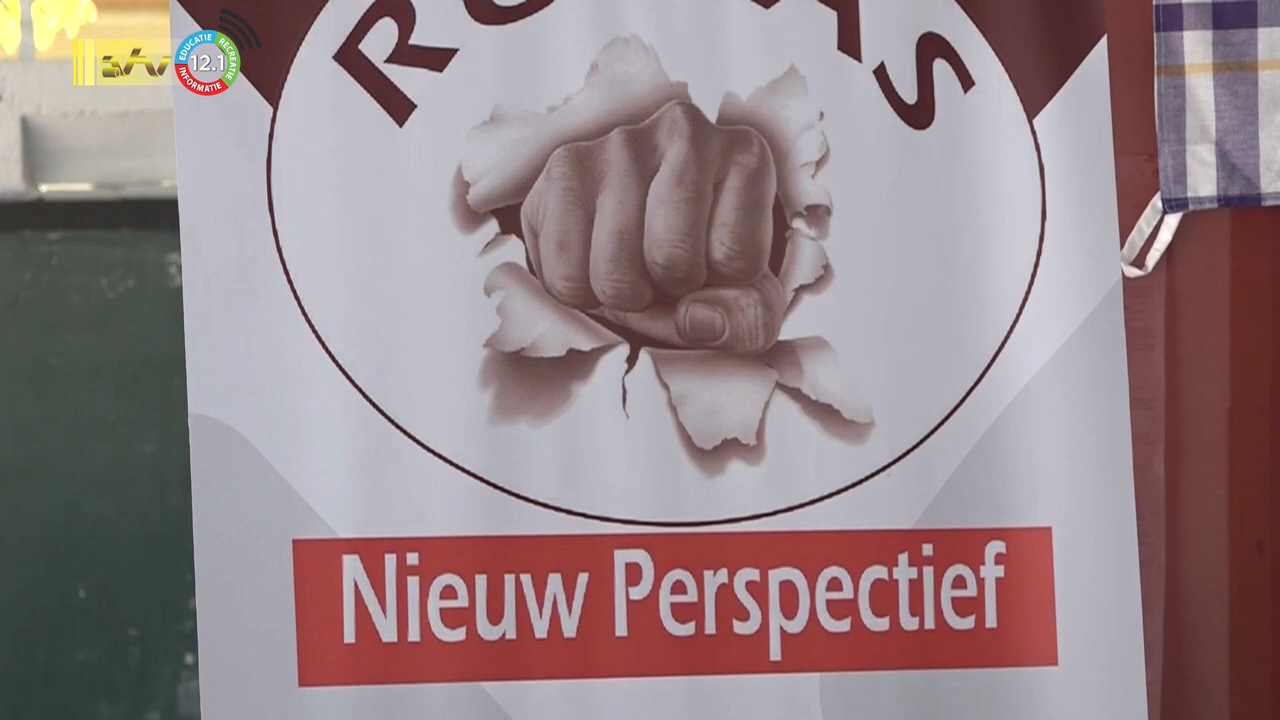 EDUCATIE
RECREATIE
INFORMATIE
12.1
Nieuw Perspectief